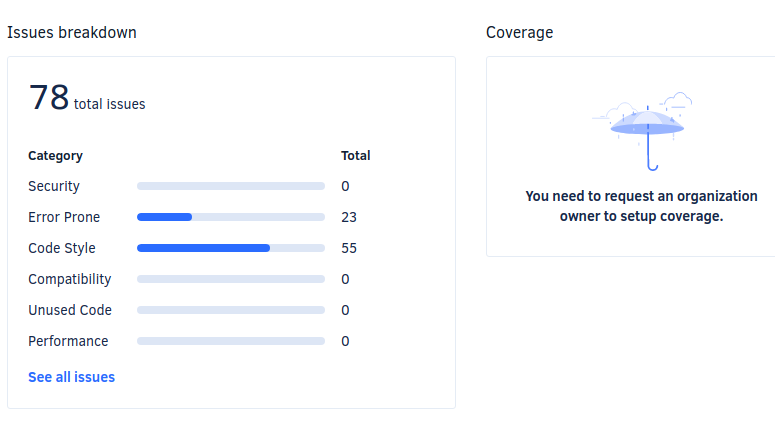 Issues breakdown
78 total issues
Category Total
Security 0
Error Prone 23
Code Style 55
Compatibility 0
Unused Code 0
Performance 0
See all issues
Coverage
You need to request an organization
owner to setup coverage.